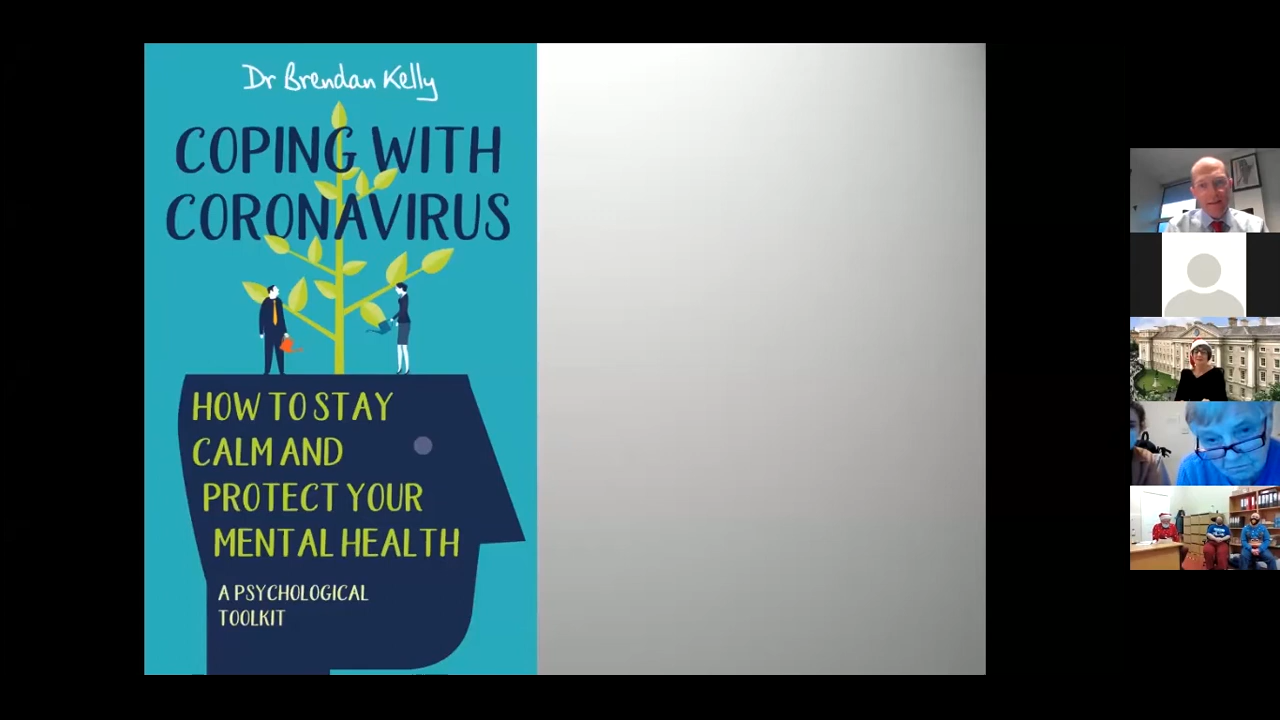 Dr Brendan Kelly
COPING WITH
CORONAVIRUS
HOW TO STAY
CALM AND
PROTECT YOUR
MENTAL HEALTH
A PSYCHOLOGICAL
TOOLKIT